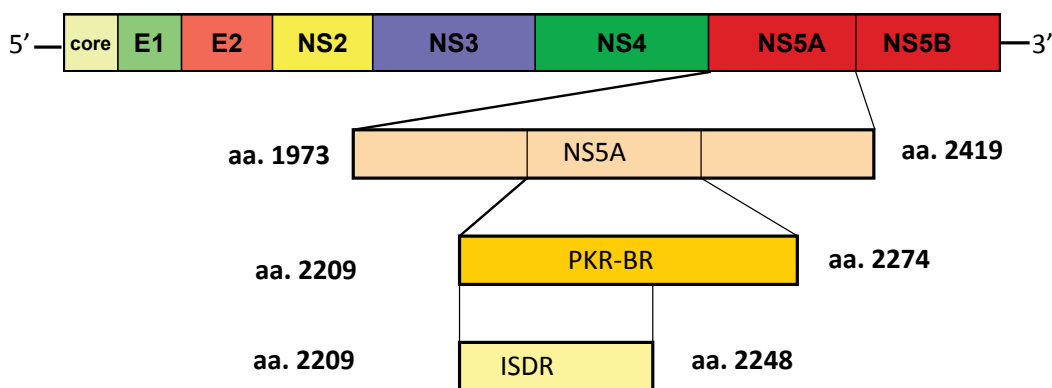 5’ core E1 E2 NS2 NS3 NS4 NS5A NS5B 3’
aa. 1973 NS5A aa. 2419
aa. 2209 PKR-BR aa. 2274
aa. 2209 ISDR aa. 2248